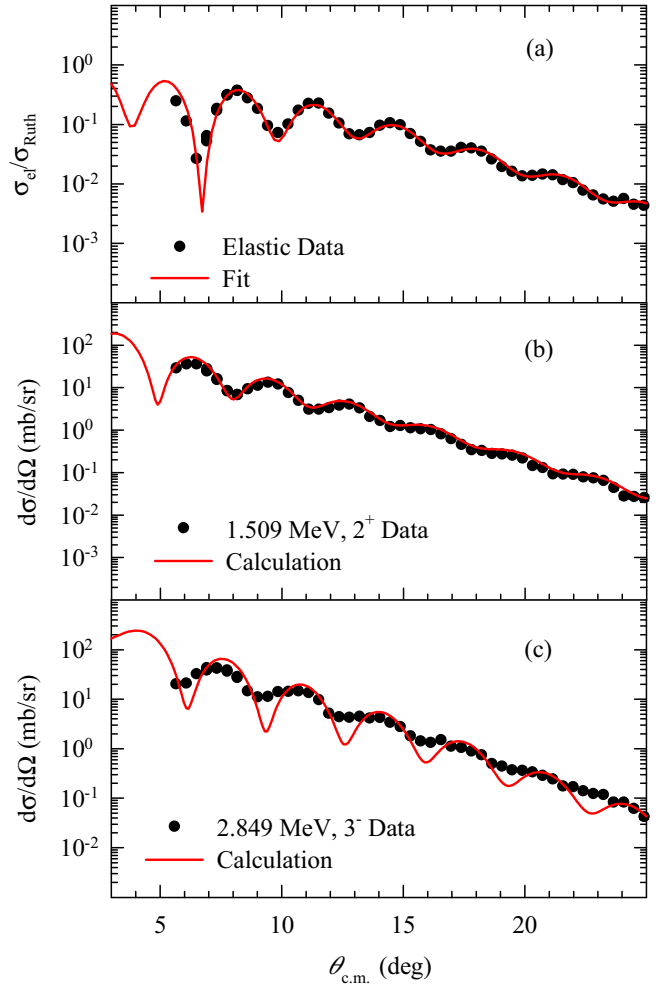 (a)
10⁰
10⁻¹
10⁻²
10⁻³
σel/σRuth
Elastic Data
Fit
(b)
10²
10¹
10⁰
10⁻¹
10⁻²
10⁻³
dσ/dΩ (mb/sr)
1.509 MeV, 2⁺ Data
Calculation
(c)
10²
10¹
10⁰
10⁻¹
10⁻²
dσ/dΩ (mb/sr)
2.849 MeV, 3⁻ Data
Calculation
5 10 15 20
θc.m. (deg)